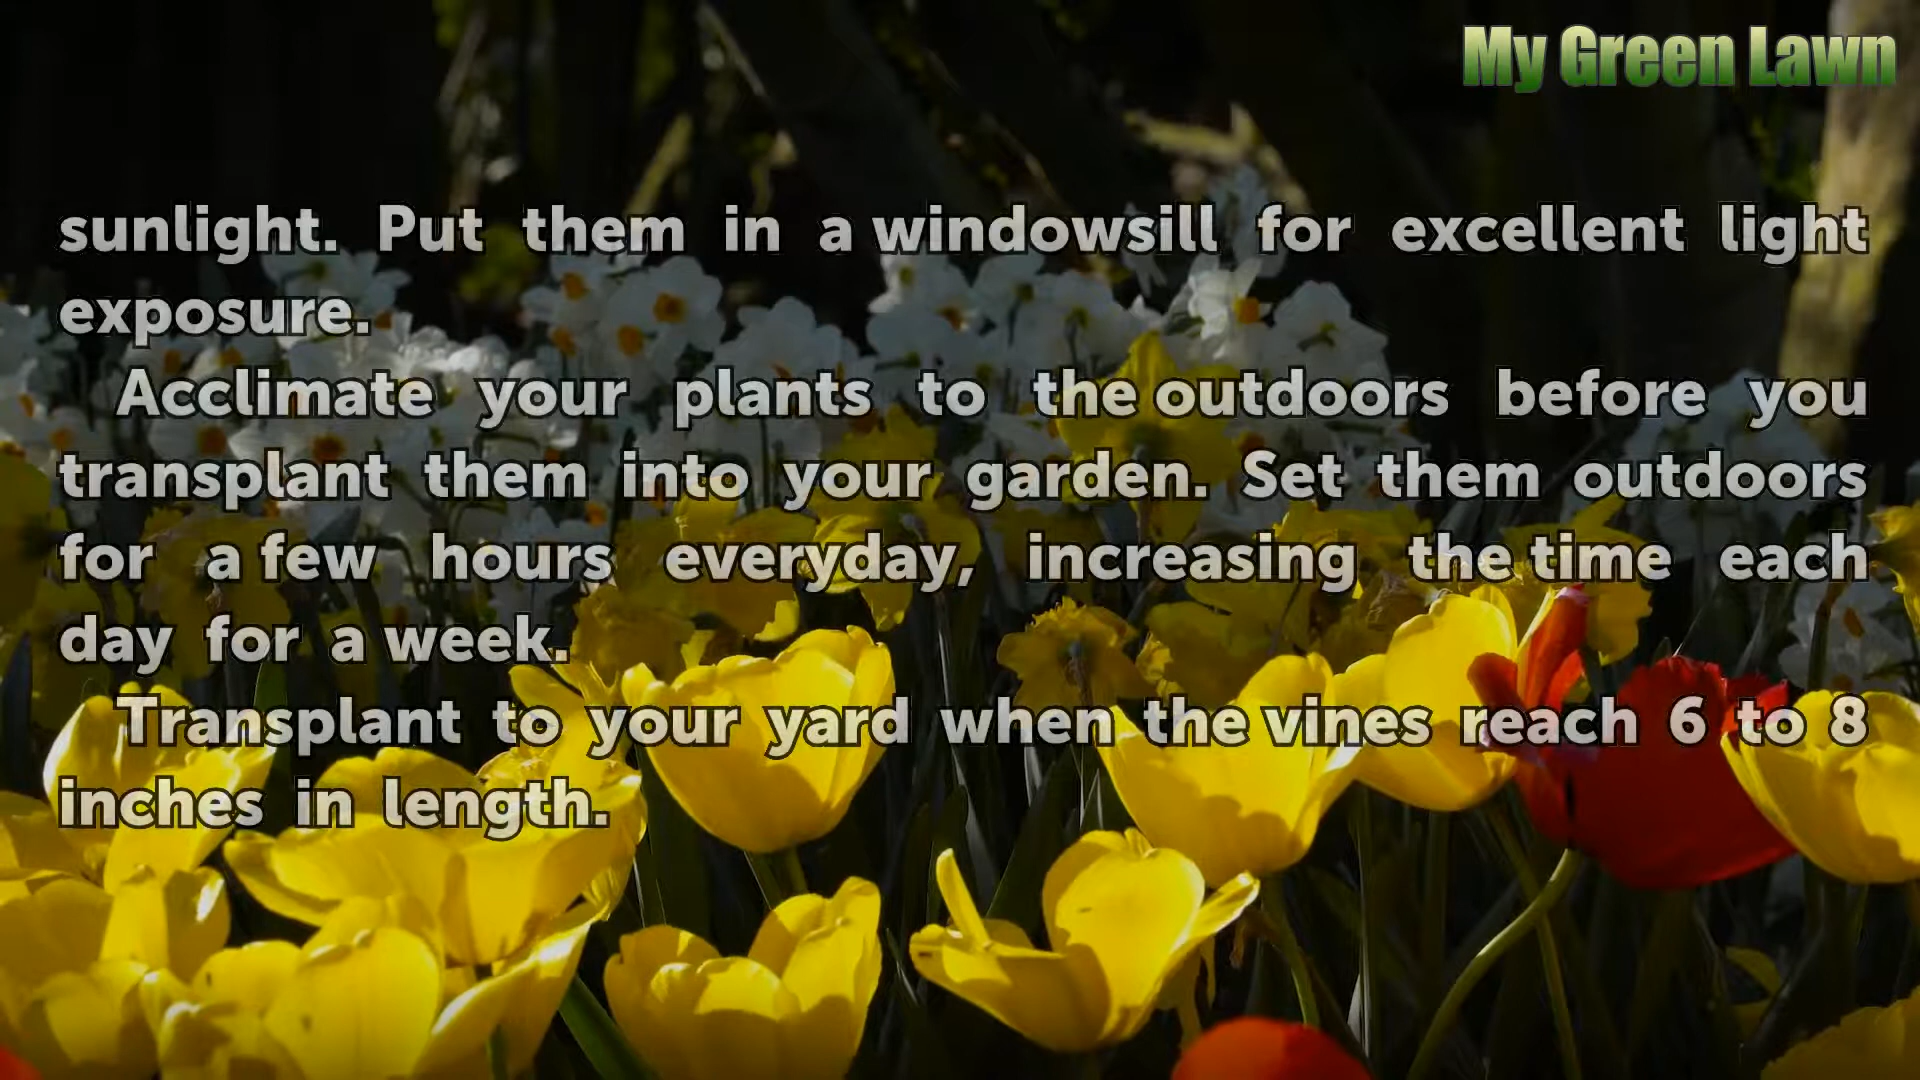 My Green Lawn
sunlight. Put them in a windowsill for excellent light
exposure.
Acclimate your plants to the outdoors before you
transplant them into your garden. Set them outdoors
for a few hours everyday, increasing the time each
day for a week.
Transplant to your yard when the vines reach 6 to 8
inches in length.